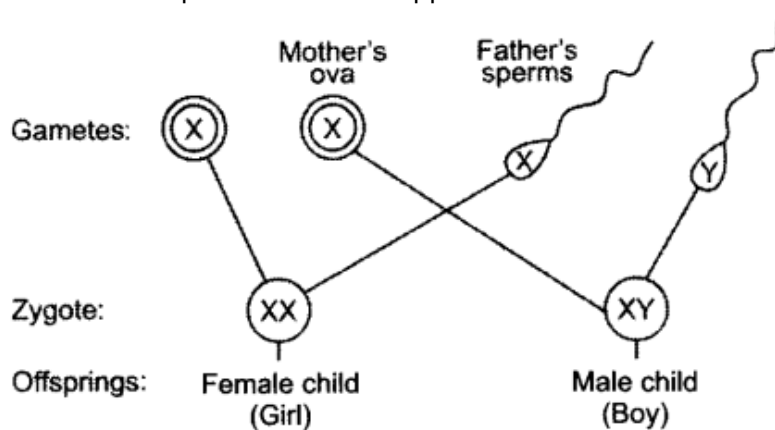 Mother's
ova
Father's
sperms
Gametes:
X
X
X
Y
Zygote:
XX
XY
Offsprings:
Female child
(Girl)
Male child
(Boy)